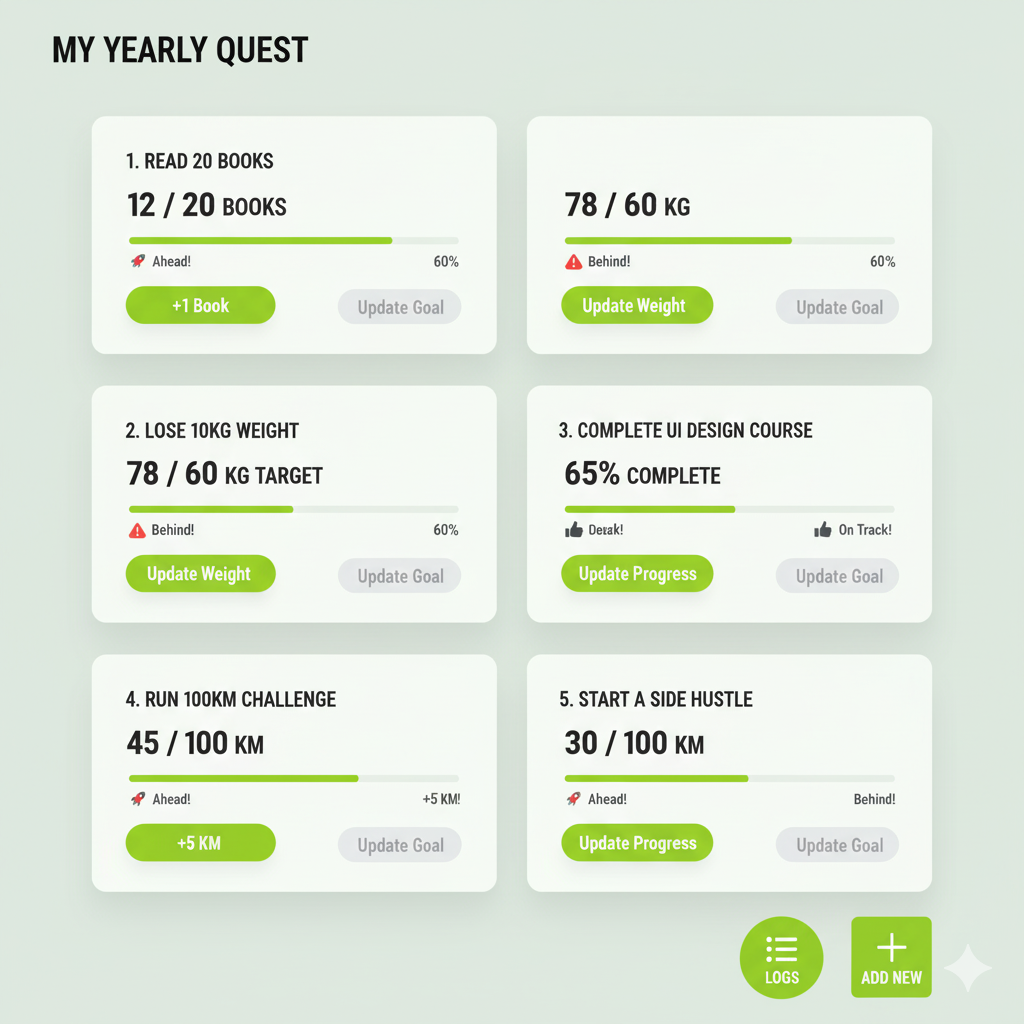 MY YEARLY QUEST
1. READ 20 BOOKS
12 / 20 BOOKS
Ahead!
60%
+1 Book
Update Goal
78 / 60 KG
Behind!
60%
Update Weight
Update Goal
2. LOSE 10KG WEIGHT
78 / 60 KG TARGET
Behind!
60%
Update Weight
Update Goal
3. COMPLETE UI DESIGN COURSE
65% COMPLETE
On Track!
Update Progress
Update Goal
4. RUN 100KM CHALLENGE
45 / 100 KM
Ahead!
+5 KM!
+5 KM
Update Goal
5. START A SIDE HUSTLE
30 / 100 KM
Ahead!
Behind!
Update Progress
Update Goal
LOGS
ADD NEW